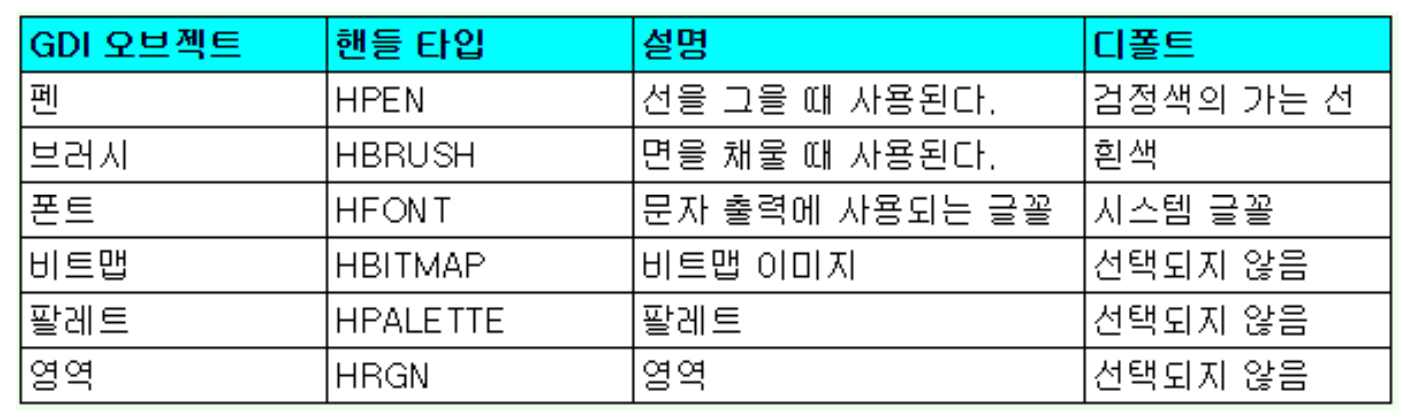 GDI 오브젝트 핸들 타입 설명 디폴트
펜 HPEN 선을 그을 때 사용된다. 검정색의 가는 선
브러시 HBRUSH 면을 채울 때 사용된다. 흰색
폰트 HFONT 문자 출력에 사용되는 글꼴 시스템 글꼴
비트맵 HBITMAP 비트맵 이미지 선택되지 않음
팔레트 HPALETTE 팔레트 선택되지 않음
영역 HRGN 영역 선택되지 않음